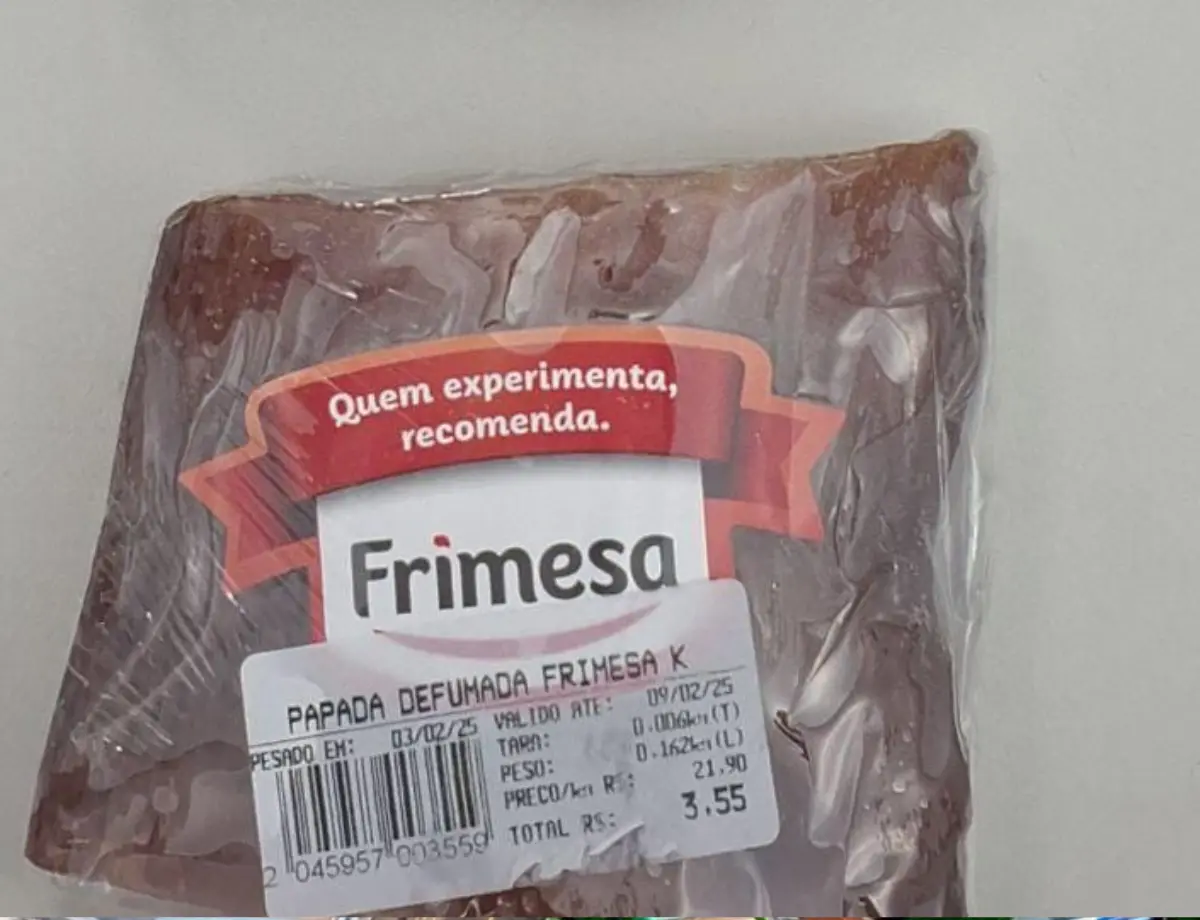 Quem experimenta,
recomenda.
Frimesa
PAPADA DEFUMADA FRIMESA K
PESADO EM: 03/02/25 VALIDO ATE: 09/02/25
TARA: 0.006kg(T)
PESO: 0.162kg(L)
PRECO/kg R$: 21.90
TOTAL R$: 3.55
2 045957 003559